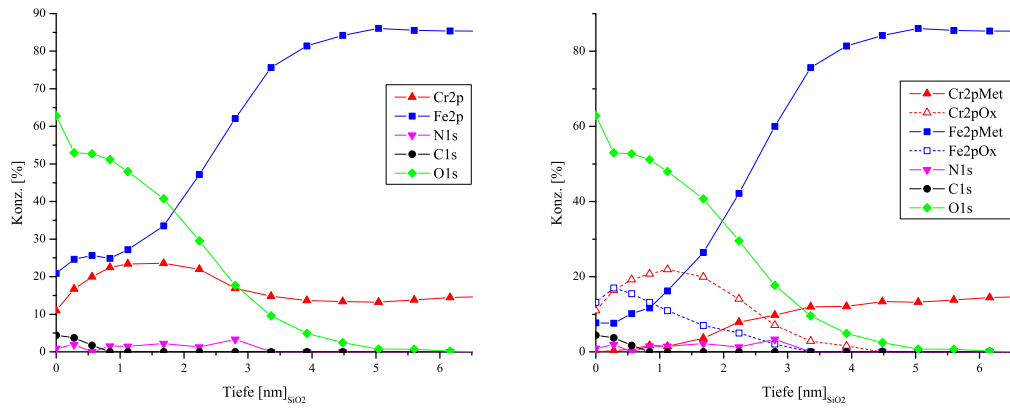 90
80
70
60
50
40
30
20
10
0
Konz. [%]
0 1 2 3 4 5 6
Tiefe [nm]SiO2
Cr2p
Fe2p
N1s
C1s
O1s
80
60
40
20
0
Konz. [%]
0 1 2 3 4 5 6
Tiefe [nm]SiO2
Cr2pMet
Cr2pOx
Fe2pMet
Fe2pOx
N1s
C1s
O1s